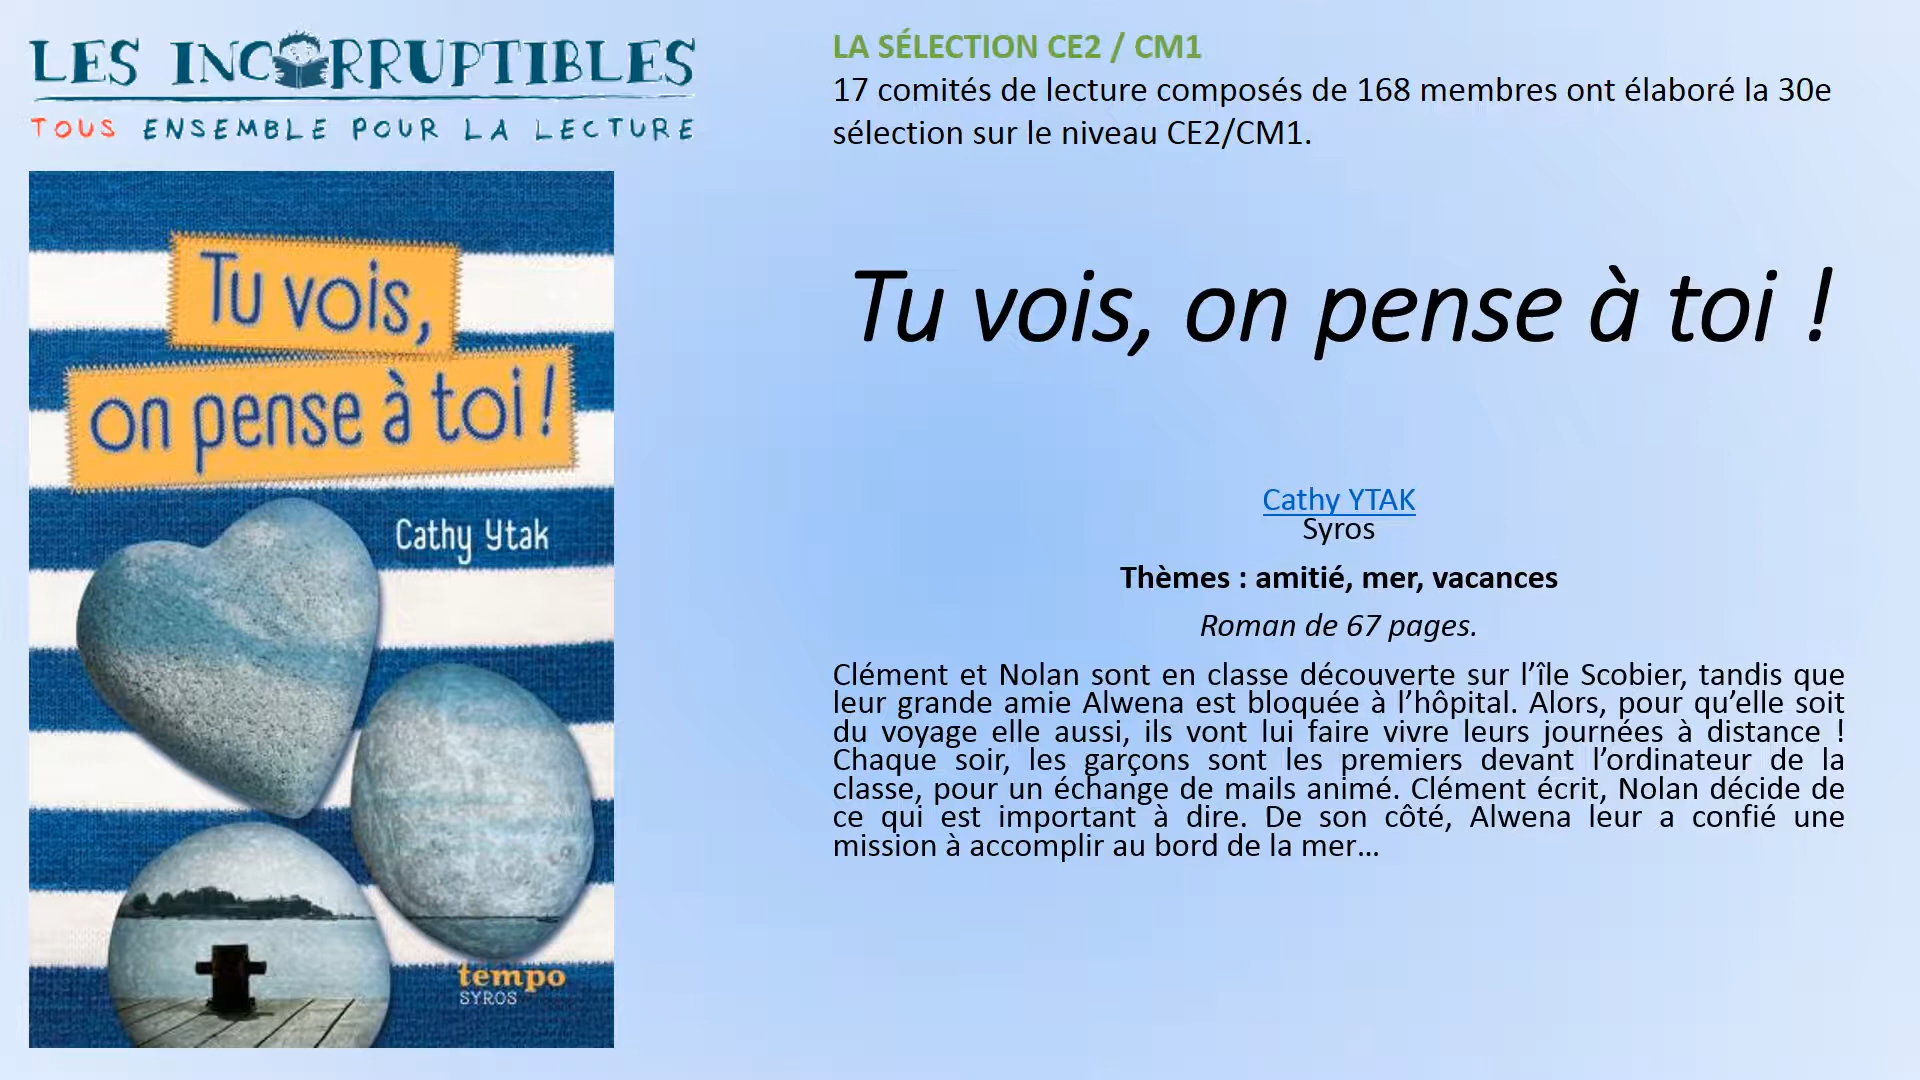 LES INCORRUPTIBLES
TOUS ENSEMBLE POUR LA LECTURE
Tu vois,
on pense à toi !
Cathy Ytak
tempo
SYROS
LA SÉLECTION CE2 / CM1
17 comités de lecture composés de 168 membres ont élaboré la 30e
sélection sur le niveau CE2/CM1.
Tu vois, on pense à toi !
Cathy YTAK
Syros
Thèmes : amitié, mer, vacances
Roman de 67 pages.
Clément et Nolan sont en classe découverte sur l’île Scobier, tandis que
leur grande amie Alwena est bloquée à l’hôpital. Alors, pour qu’elle soit
du voyage elle aussi, ils vont lui faire vivre leurs journées à distance !
Chaque soir, les garçons sont les premiers devant l’ordinateur de la
classe, pour un échange de mails animé. Clément écrit, Nolan décide de
ce qui est important à dire. De son côté, Alwena leur a confié une
mission à accomplir au bord de la mer…